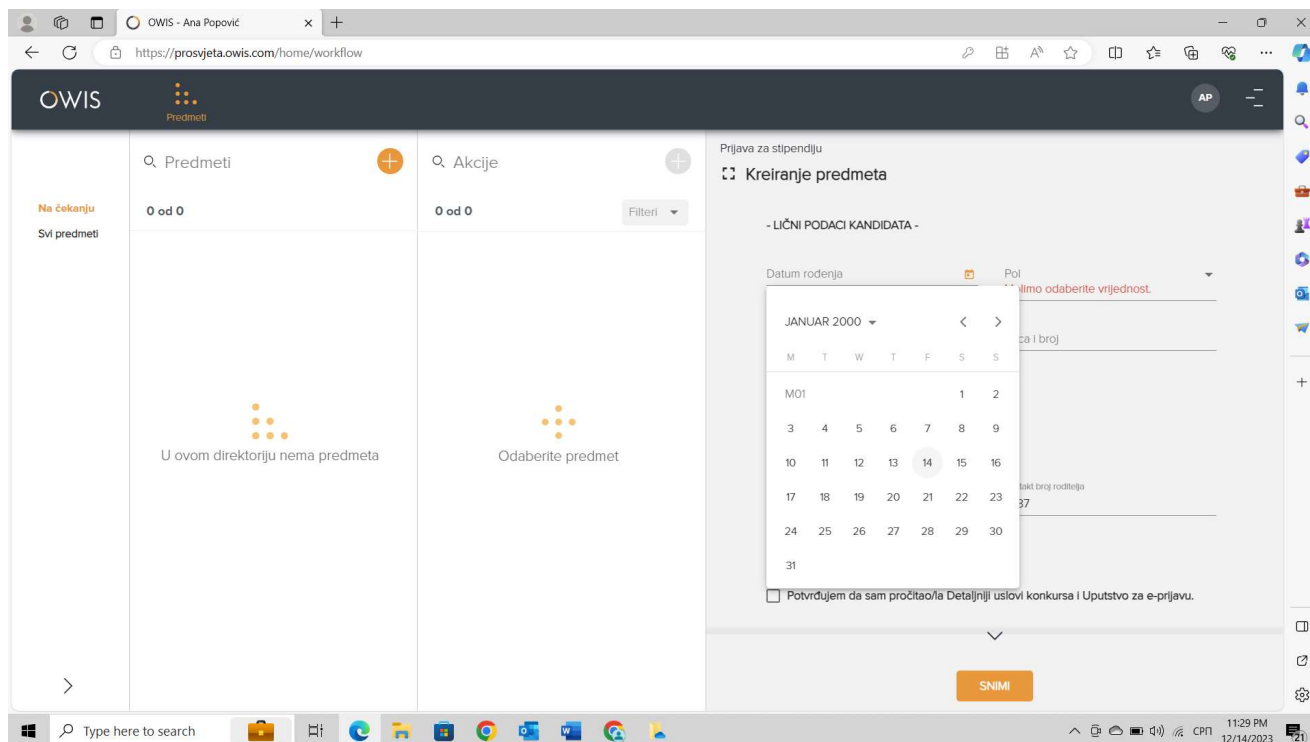 OWIS - Ana Popović
https://prosvjeta.owis.com/home/workflow
OWIS
Predmeti
AP
Na čekanju
Svi predmeti
Predmeti
0 od 0
U ovom direktoriju nema predmeta
Akcije
0 od 0
Filteri
Odaberite predmet
Prijava za stipendiju
Kreiranje predmeta
- LIČNI PODACI KANDIDATA -
Datum rođenja
Pol
limo odaberite vrijednost.
ca i broj
JANUAR 2000
M T W T F S S
M01 1 2
3 4 5 6 7 8 9
10 11 12 13 14 15 16
17 18 19 20 21 22 23
24 25 26 27 28 29 30
31
takt broj roditelja
37
Potvrđujem da sam pročitao/la Detaljniji uslovi konkursa i Uputstvo za e-prijavu.
SNIMI
Type here to search
СРП
11:29 PM
12/14/2023
21